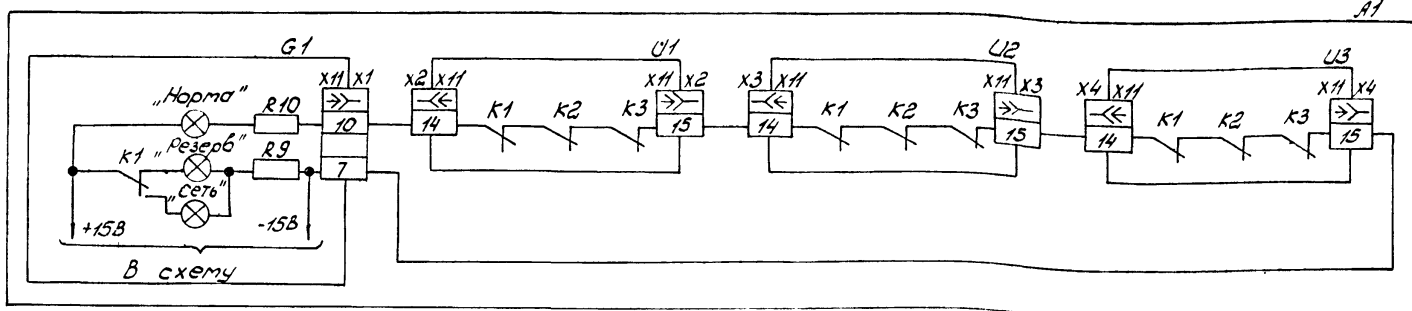 A1
G1
U1
U2
U3
X11 X1
X2 X11
X11 X2
X3 X11
X11 X3
X4 X11
X11 X4
„Норма"
R10
10
14
K1
K2
K3
15
14
K1
K2
K3
15
14
K1
K2
K3
15
K1
„Резерв"
R9
7
„Сеть"
+15В
-15В
В схему